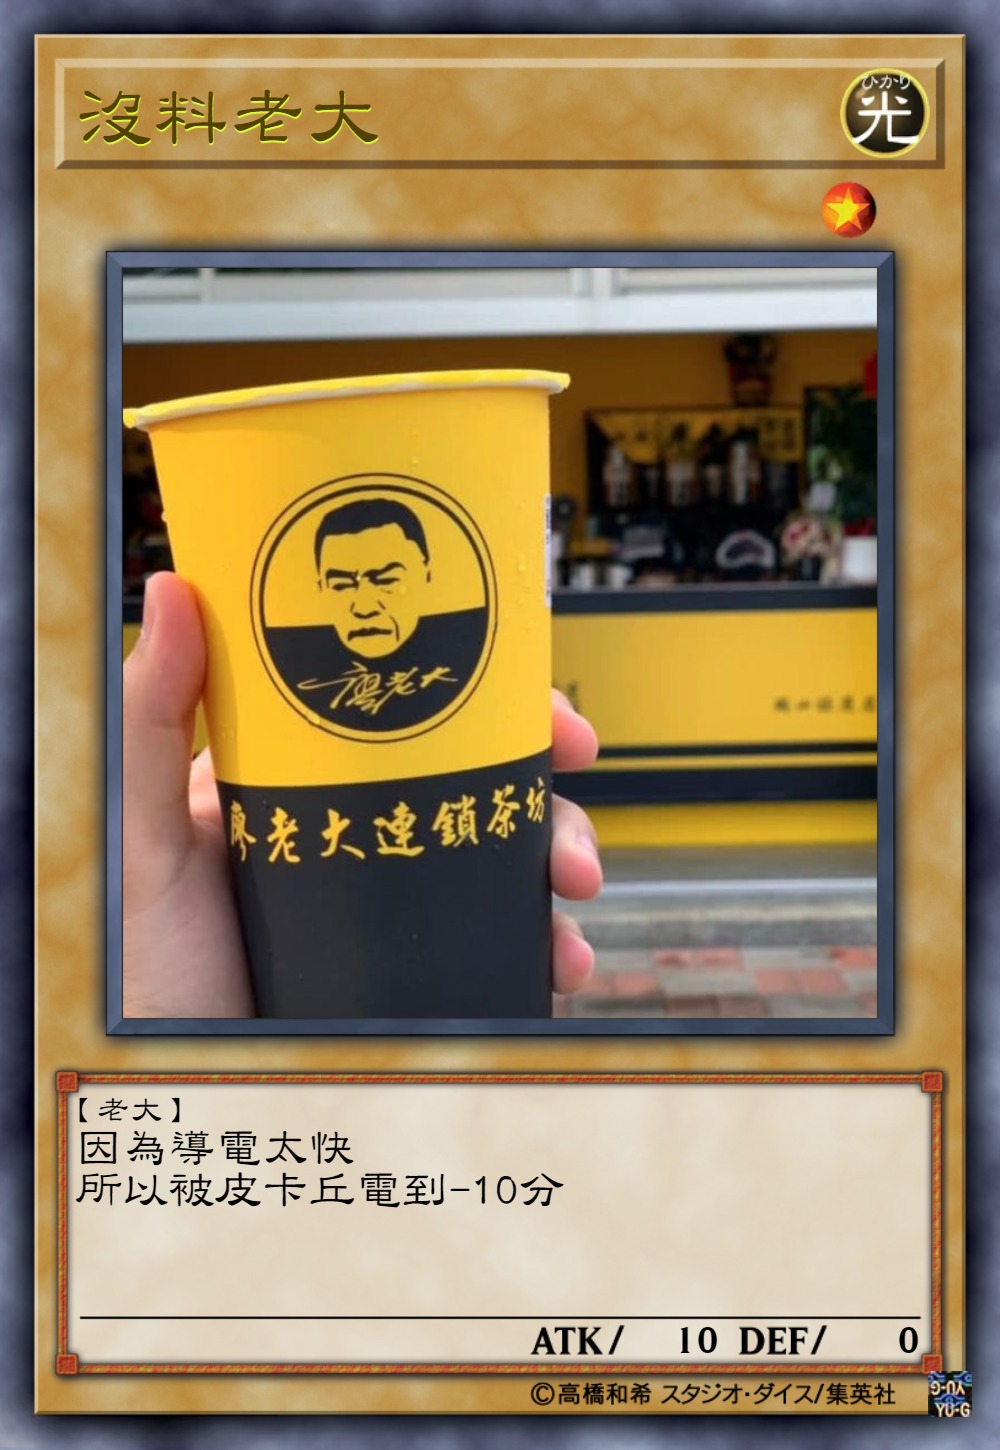 沒料老大
ひかり
光
廖老大
廖老大連鎖茶坊
【老大】
因為導電太快
所以被皮卡丘電到-10分
ATK/ 10 DEF/ 0
©高橋和希 スタジオ・ダイス/集英社